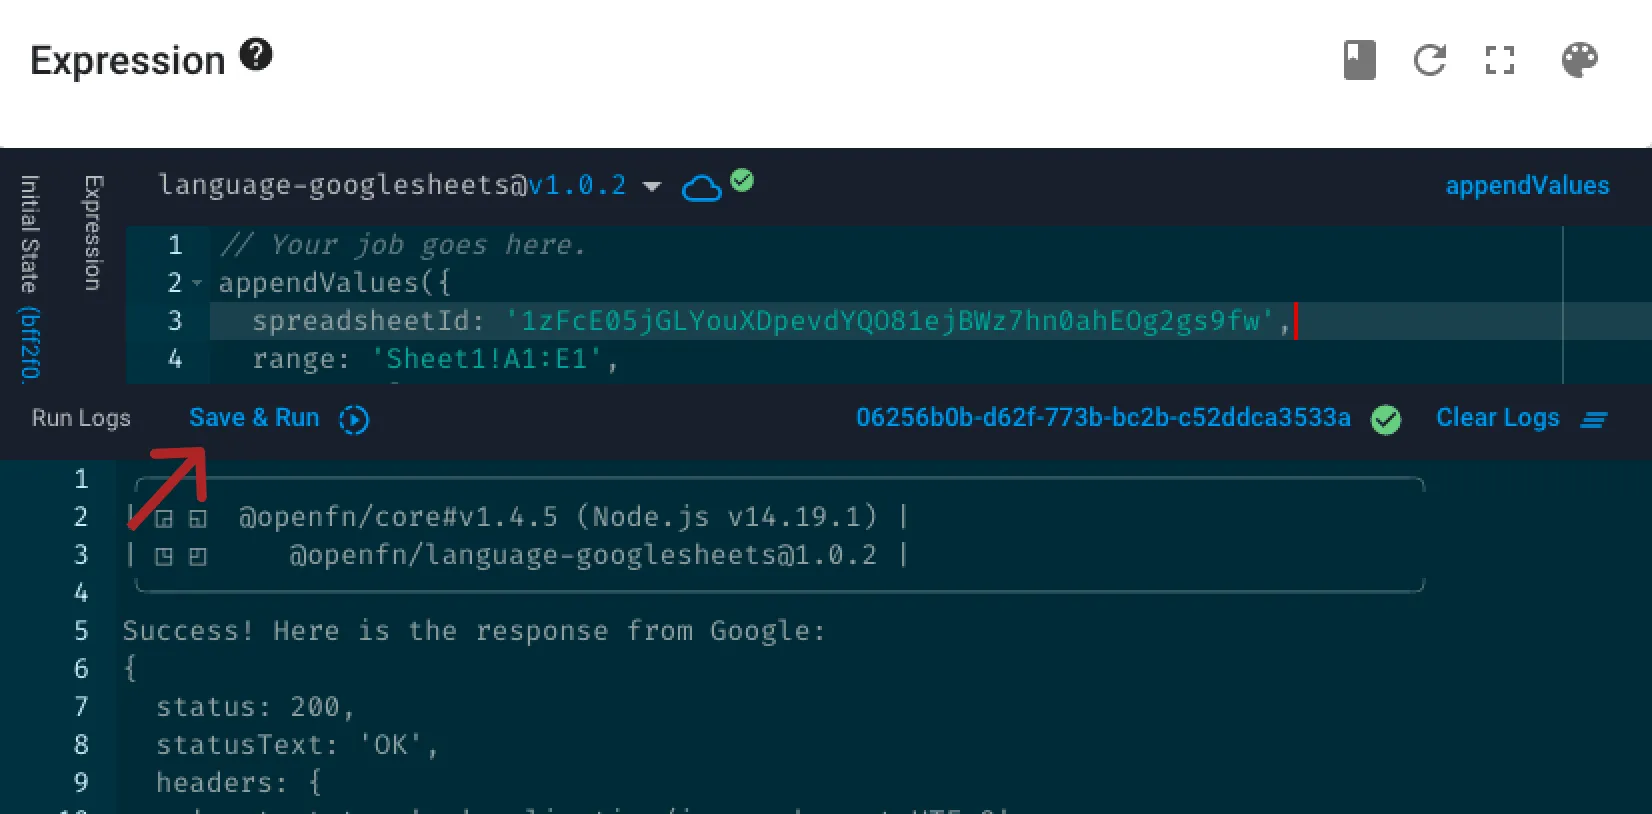 Expression ?
Initial State (bff2f0.
Expression
language-googlesheets@v1.0.2
appendValues
1 // Your job goes here.
2 appendValues({
3 spreadsheetId: '1zFcE05jGLYouXDpevdYQO81ejBWz7hn0ahEOg2gs9fw',
4 range: 'Sheet1!A1:E1',
Run Logs Save & Run 06256b0b-d62f-773b-bc2b-c52ddca3533a Clear Logs
1
2 | ◲ ◱ @openfn/core#v1.4.5 (Node.js v14.19.1) |
3 | ◳ ◰ @openfn/language-googlesheets@1.0.2 |
4
5 Success! Here is the response from Google:
6 {
7 status: 200,
8 statusText: 'OK',
9 headers: {